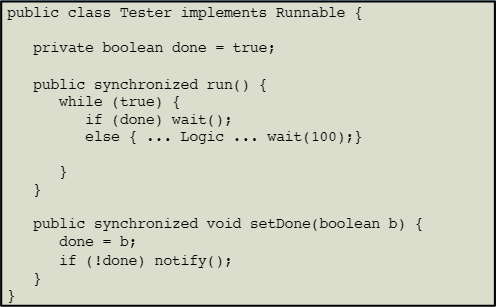 public class Tester implements Runnable {
private boolean done = true;
public synchronized run() {
while (true) {
if (done) wait();
else { ... Logic ... wait(100);}
}
}
public synchronized void setDone(boolean b) {
done = b;
if (!done) notify();
}
}